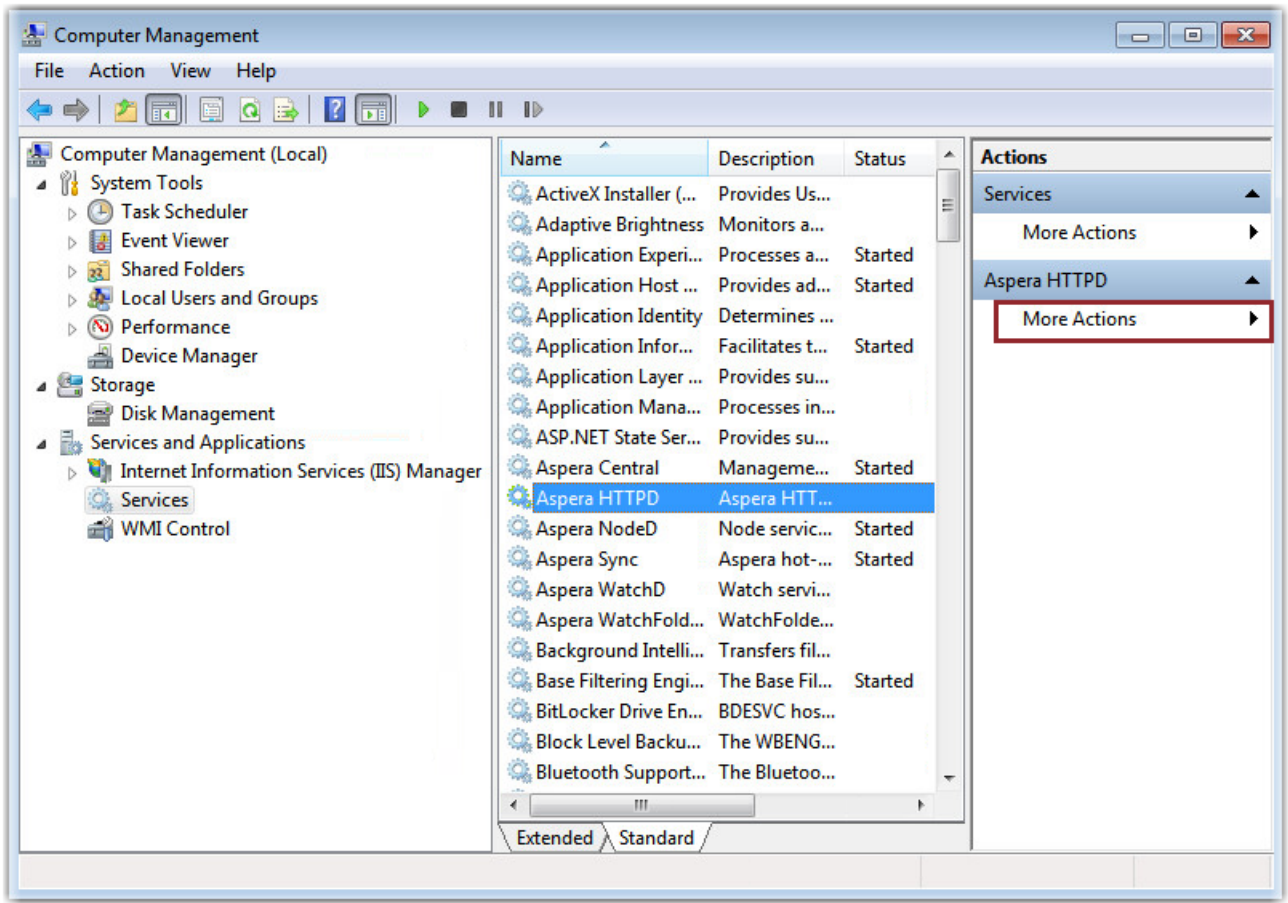 Computer Management
File Action View Help
Computer Management (Local)
System Tools
Task Scheduler
Event Viewer
Shared Folders
Local Users and Groups
Performance
Device Manager
Storage
Disk Management
Services and Applications
Internet Information Services (IIS) Manager
Services
WMI Control
Name Description Status
ActiveX Installer (... Provides Us...
Adaptive Brightness Monitors a...
Application Experi... Processes a... Started
Application Host ... Provides ad... Started
Application Identity Determines ...
Application Infor... Facilitates t... Started
Application Layer ... Provides su...
Application Mana... Processes in...
ASP.NET State Ser... Provides su...
Aspera Central Manageme... Started
Aspera HTTPD Aspera HTT...
Aspera NodeD Node servic... Started
Aspera Sync Aspera hot-... Started
Aspera WatchD Watch servi...
Aspera WatchFold... WatchFolde...
Background Intelli... Transfers fil...
Base Filtering Engi... The Base Fil... Started
BitLocker Drive En... BDESVC hos...
Block Level Backu... The WBENG...
Bluetooth Support... The Bluetoo...
Extended Standard
Actions
Services
More Actions
Aspera HTTPD
More Actions